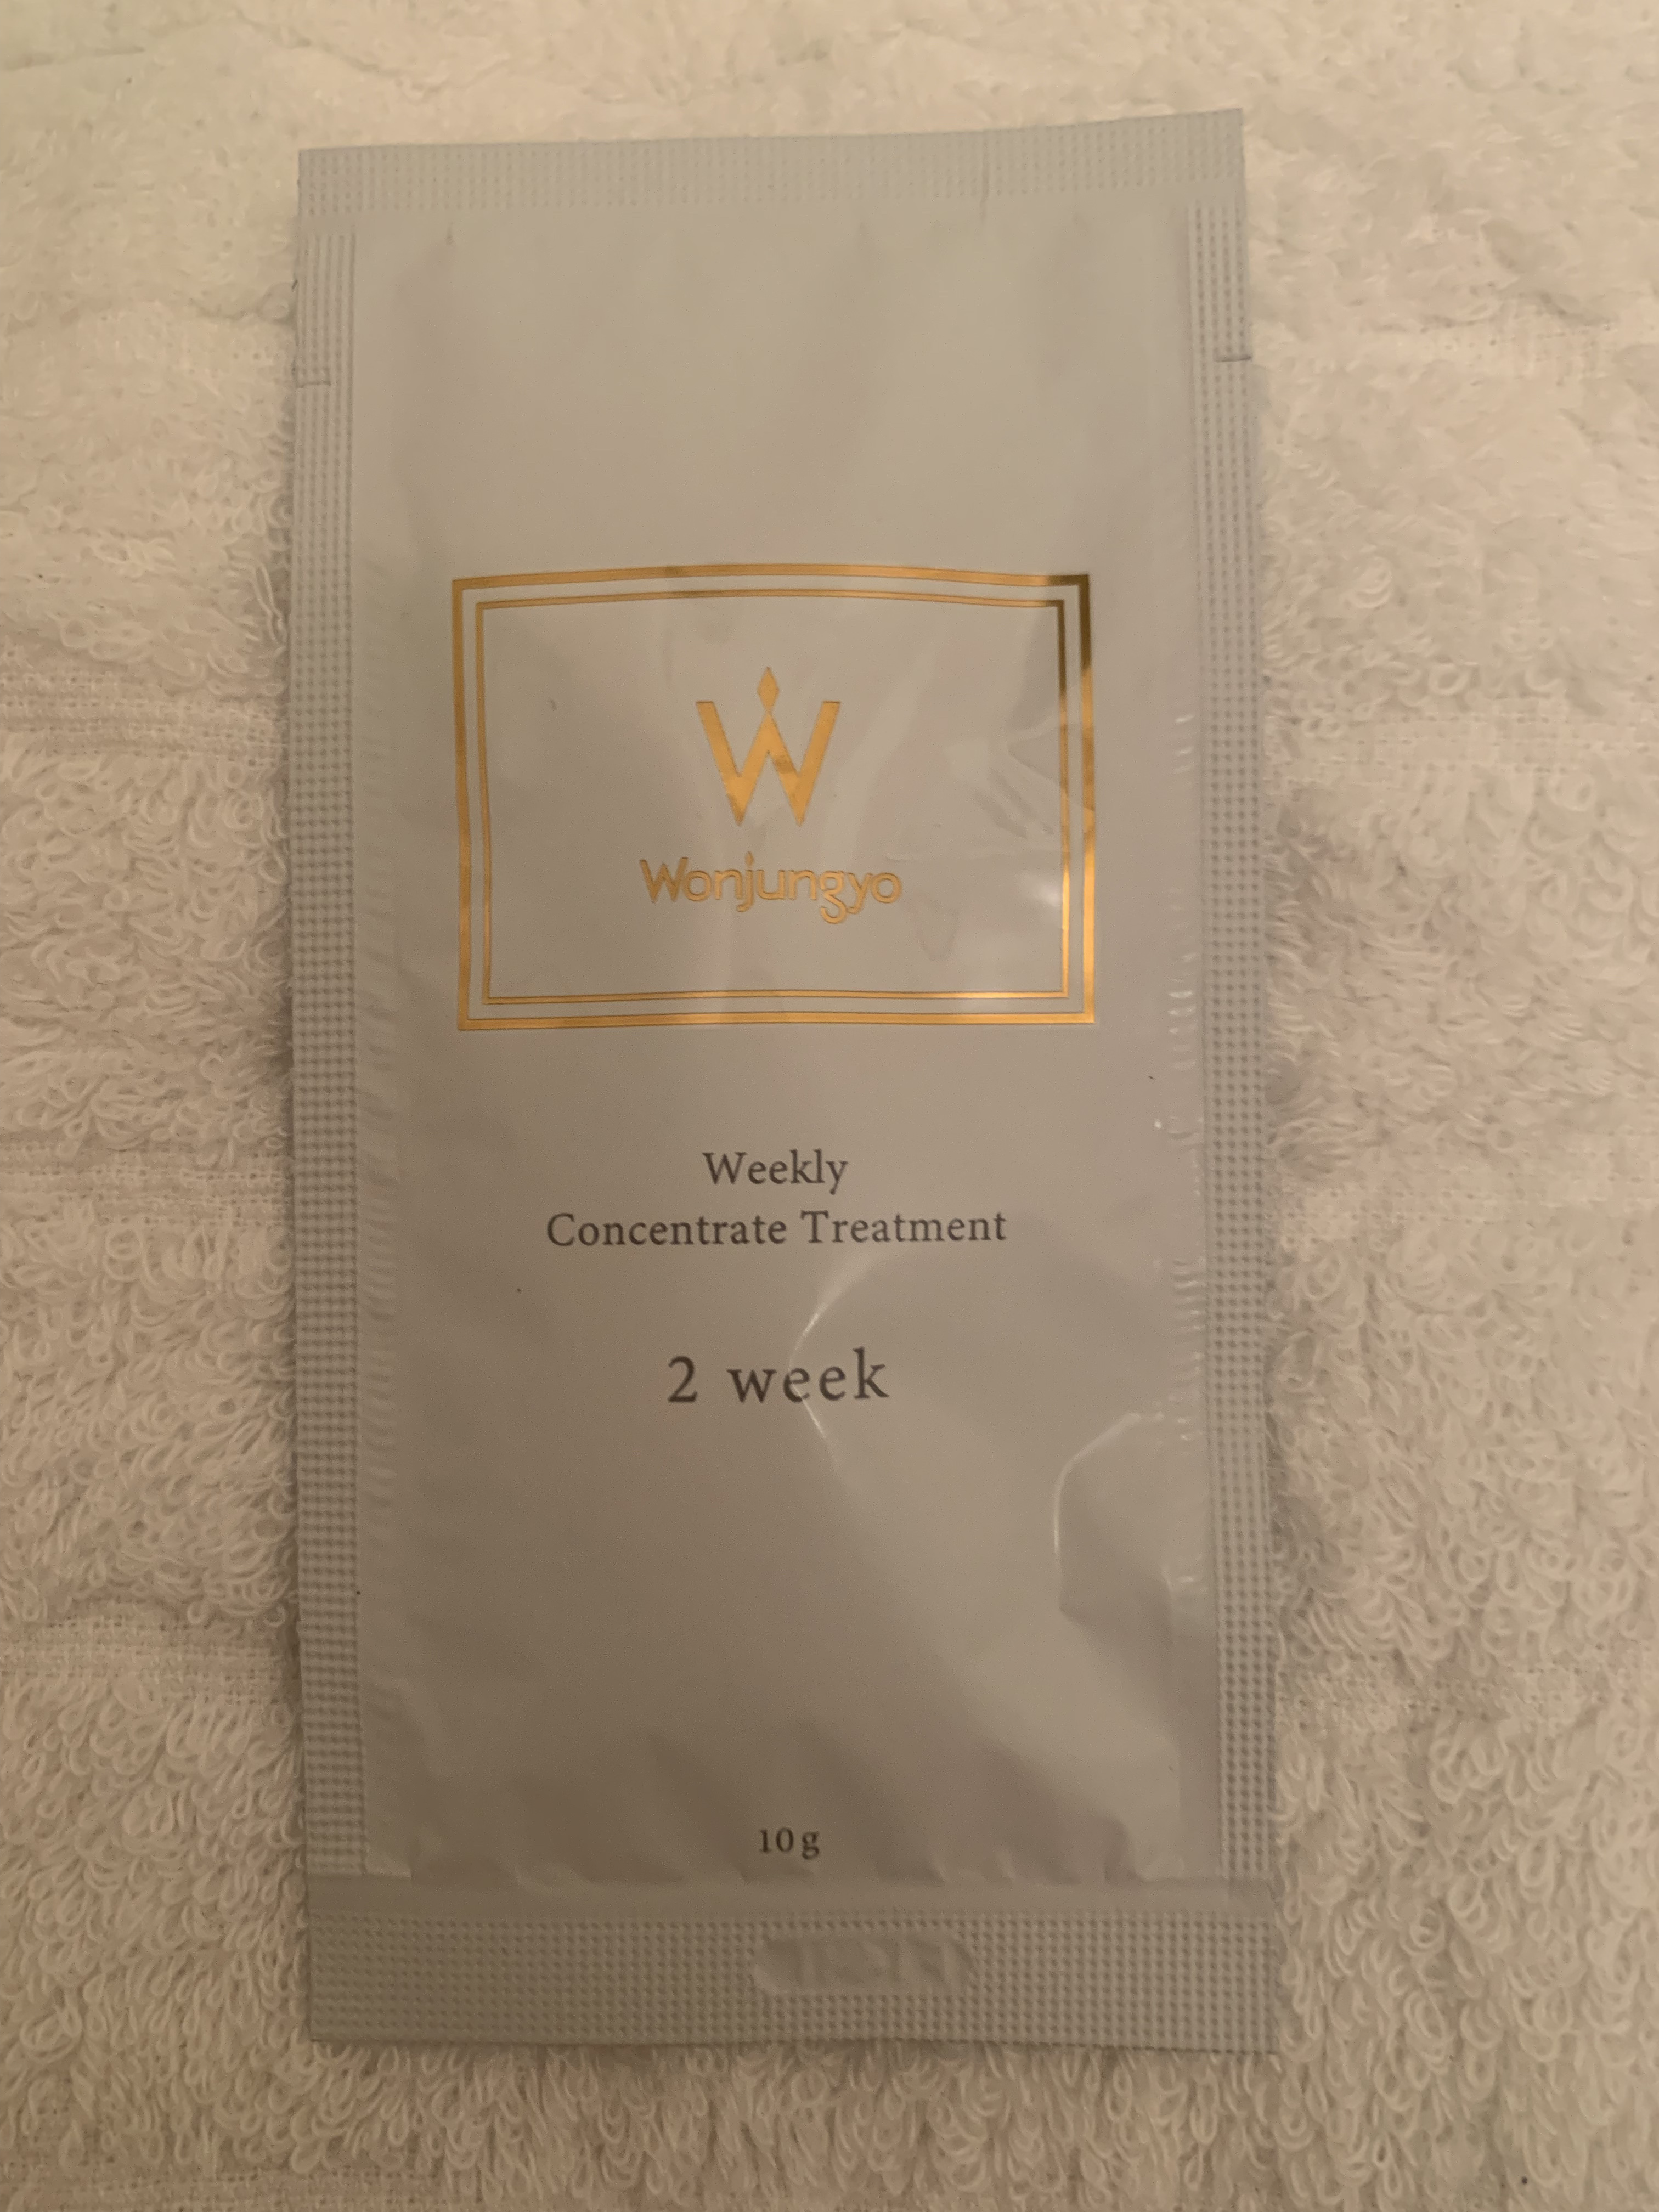 W
Wonjungyo
Weekly
Concentrate Treatment
2 week
10g